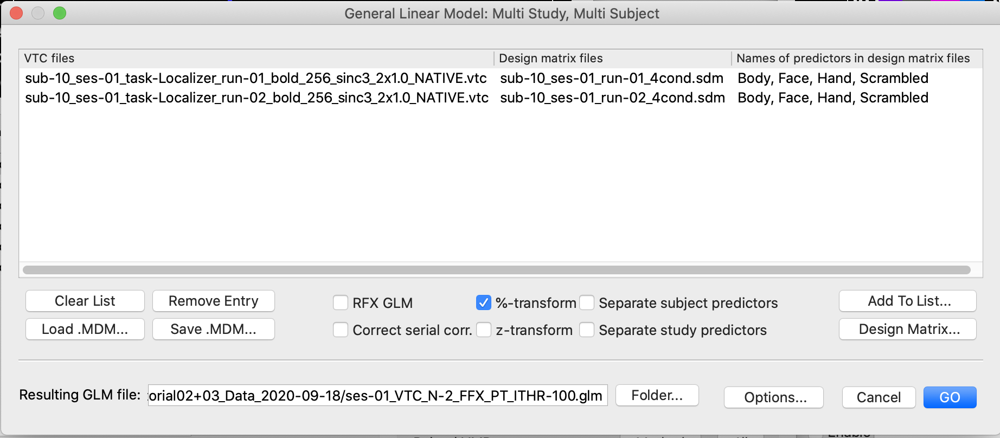 General Linear Model: Multi Study, Multi Subject
VTC files Design matrix files Names of predictors in design matrix files
sub-10_ses-01_task-Localizer_run-01_bold_256_sinc3_2x1.0_NATIVE.vtc sub-10_ses-01_run-01_4cond.sdm Body, Face, Hand, Scrambled
sub-10_ses-01_task-Localizer_run-02_bold_256_sinc3_2x1.0_NATIVE.vtc sub-10_ses-01_run-02_4cond.sdm Body, Face, Hand, Scrambled
Clear List Remove Entry RFX GLM %-transform Separate subject predictors Add To List...
Load .MDM... Save .MDM... Correct serial corr. z-transform Separate study predictors Design Matrix...
Resulting GLM file: orial02+03_Data_2020-09-18/ses-01_VTC_N-2_FFX_PT_ITHR-100.glm Folder... Options... Cancel GO